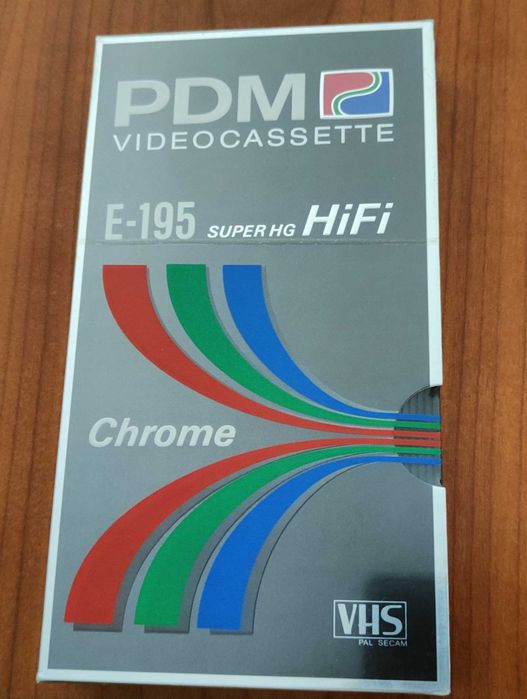 PDM
VIDEOCASSETTE
E-195 SUPER HG HiFi
Chrome
VHS
PAL SECAM